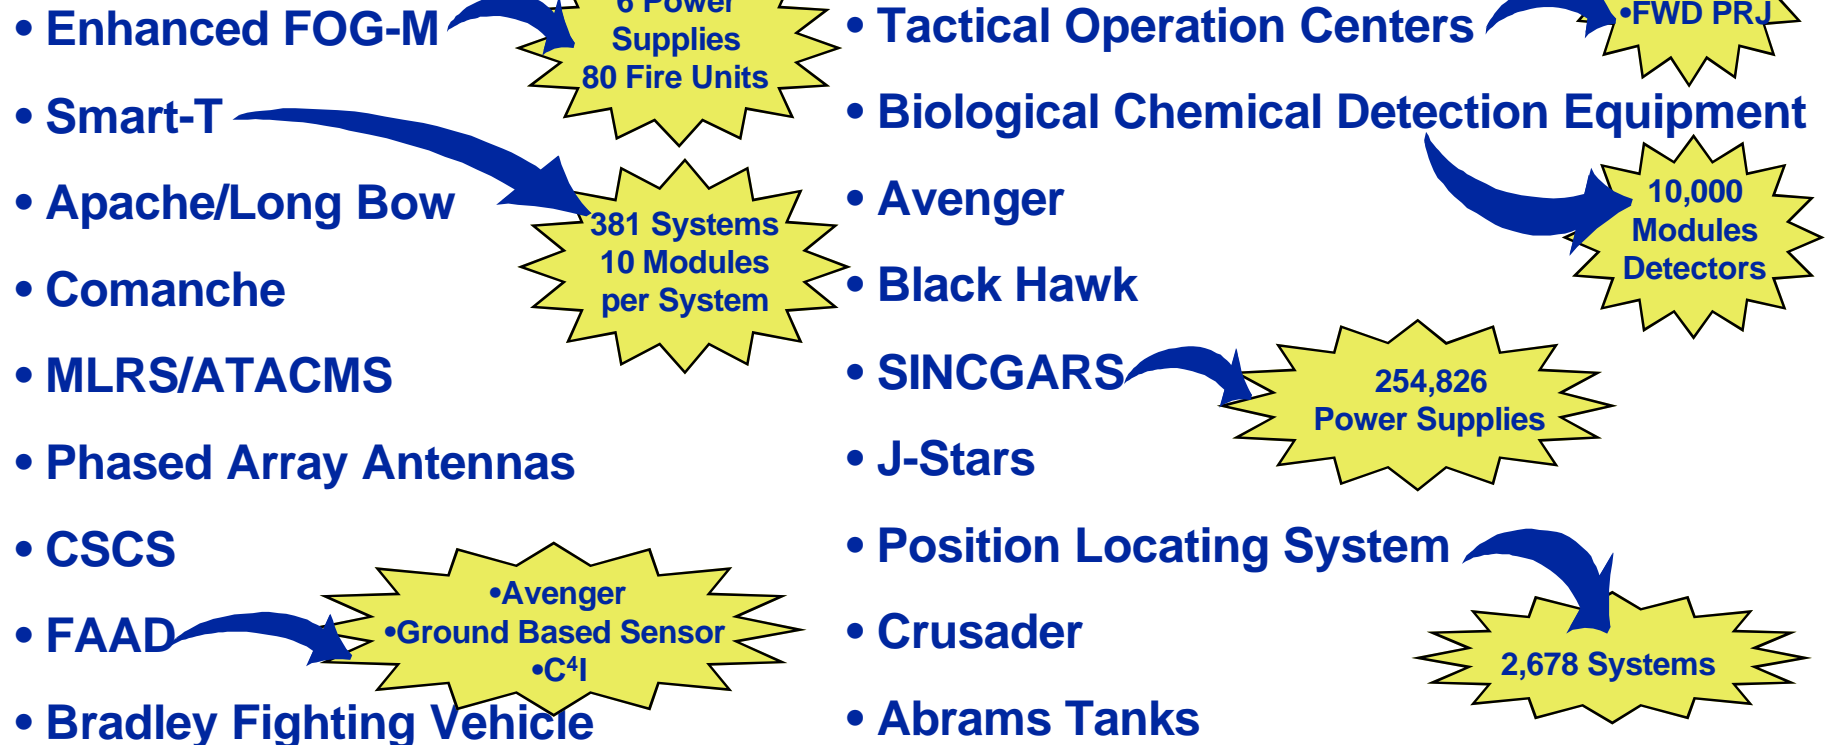 • Enhanced FOG-M
6 Power
Supplies
80 Fire Units
• Smart-T
381 Systems
10 Modules
per System
• Apache/Long Bow
• Comanche
• MLRS/ATACMS
• Phased Array Antennas
• CSCS
• FAAD
•Avenger
•Ground Based Sensor
•C⁴I
• Bradley Fighting Vehicle
• Tactical Operation Centers
•FWD PRJ
• Biological Chemical Detection Equipment
10,000
Modules
Detectors
• Avenger
• Black Hawk
• SINCGARS
254,826
Power Supplies
• J-Stars
• Position Locating System
2,678 Systems
• Crusader
• Abrams Tanks